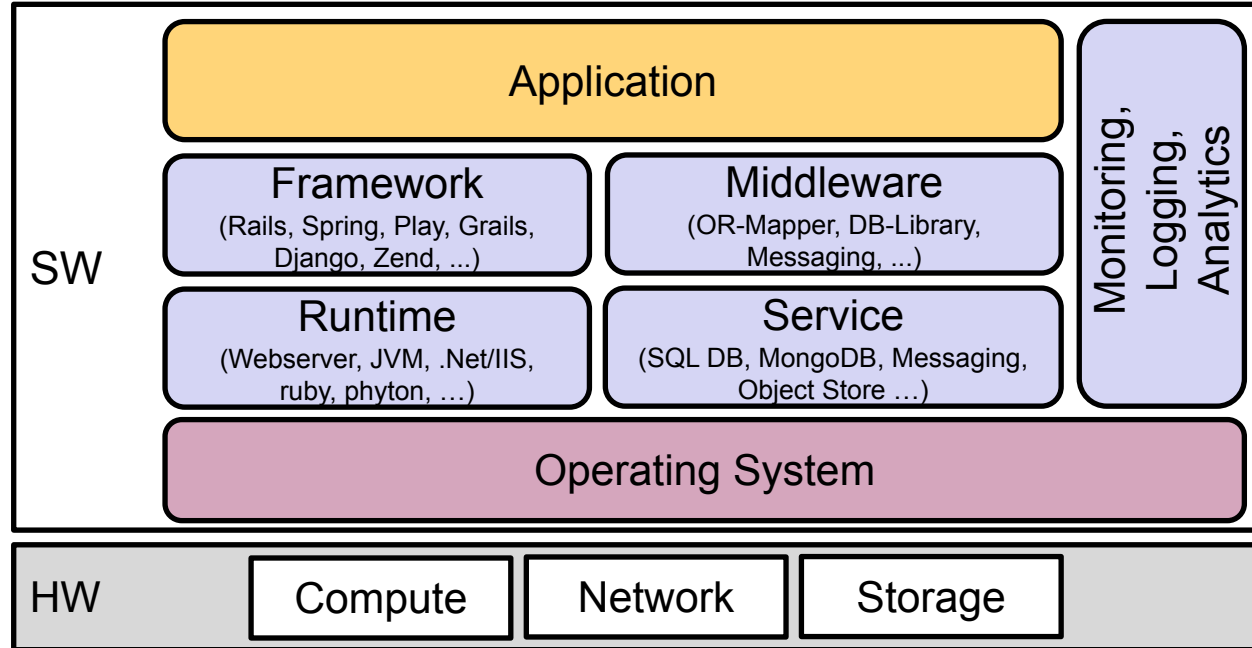 SW
Application
Framework
(Rails, Spring, Play, Grails,
Django, Zend, ...)
Middleware
(OR-Mapper, DB-Library,
Messaging, ...)
Runtime
(Webserver, JVM, .Net/IIS,
ruby, phyton, …)
Service
(SQL DB, MongoDB, Messaging,
Object Store …)
Monitoring,
Logging,
Analytics
Operating System
HW
Compute
Network
Storage